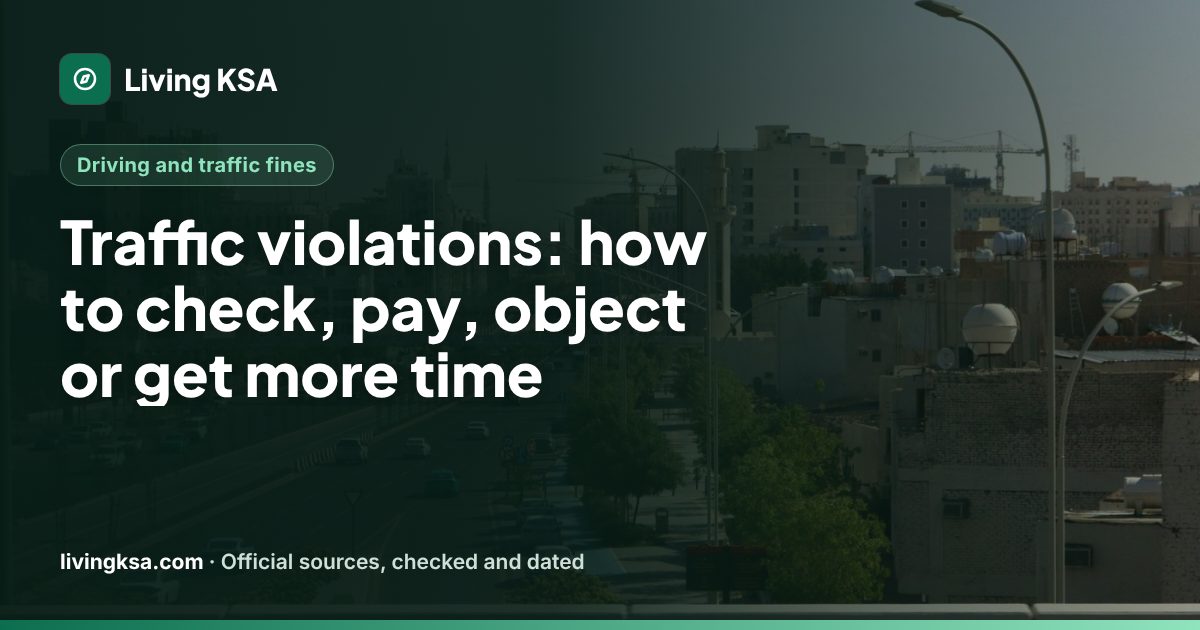 Living KSA
Driving and traffic fines
Traffic violations: how
to check, pay, object
or get more time
livingksa.com · Official sources, checked and dated